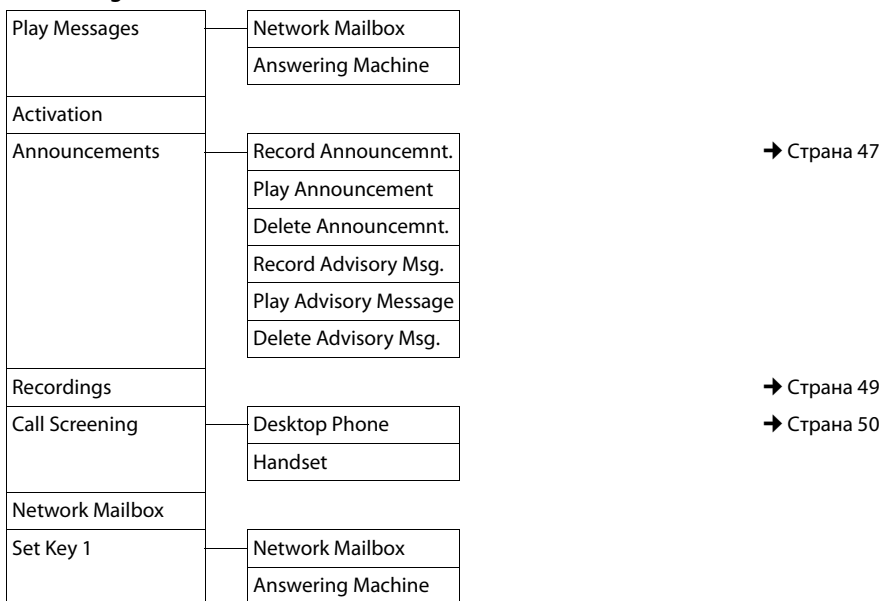 Play Messages Network Mailbox
Answering Machine
Activation
Announcements Record Announcemnt. → Страна 47
Play Announcement
Delete Announcemnt.
Record Advisory Msg.
Play Advisory Message
Delete Advisory Msg.
Recordings → Страна 49
Call Screening Desktop Phone → Страна 50
Handset
Network Mailbox
Set Key 1 Network Mailbox
Answering Machine